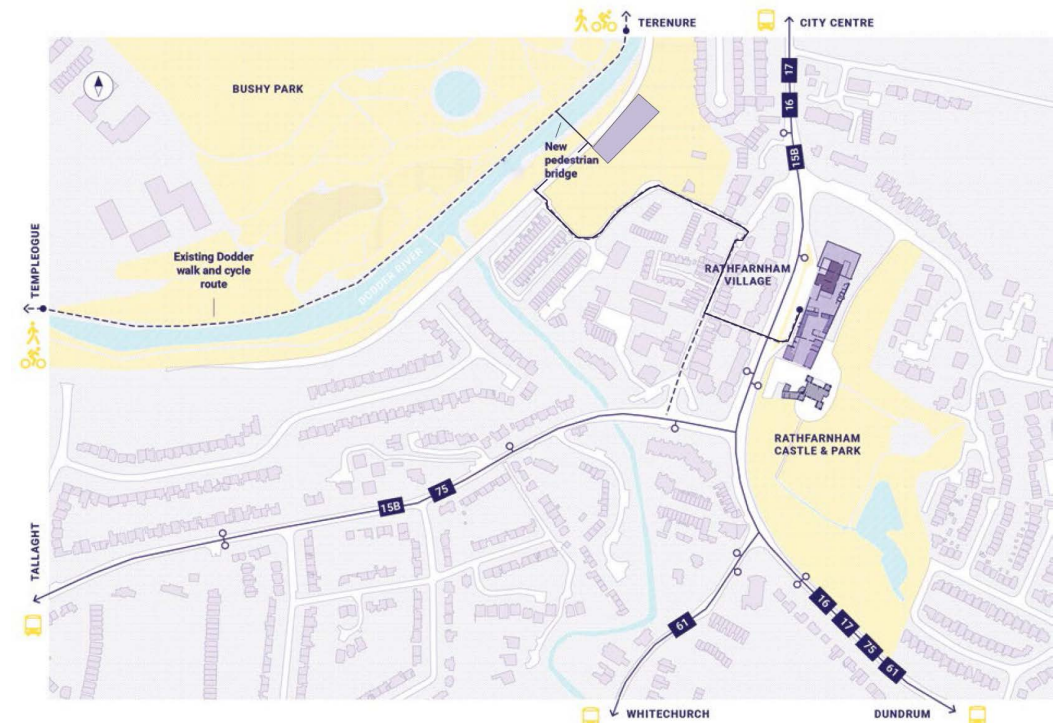 TERENURE
CITY CENTRE
BUSHY PARK
17
16
15B
New
pedestrian
bridge
Existing Dodder
walk and cycle
route
DODDER RIVER
TEMPLEOGUE
RATHFARNHAM
VILLAGE
RATHFARNHAM
CASTLE & PARK
75
15B
TALLAGHT
61
16
17
75
61
WHITECHURCH
DUNDRUM